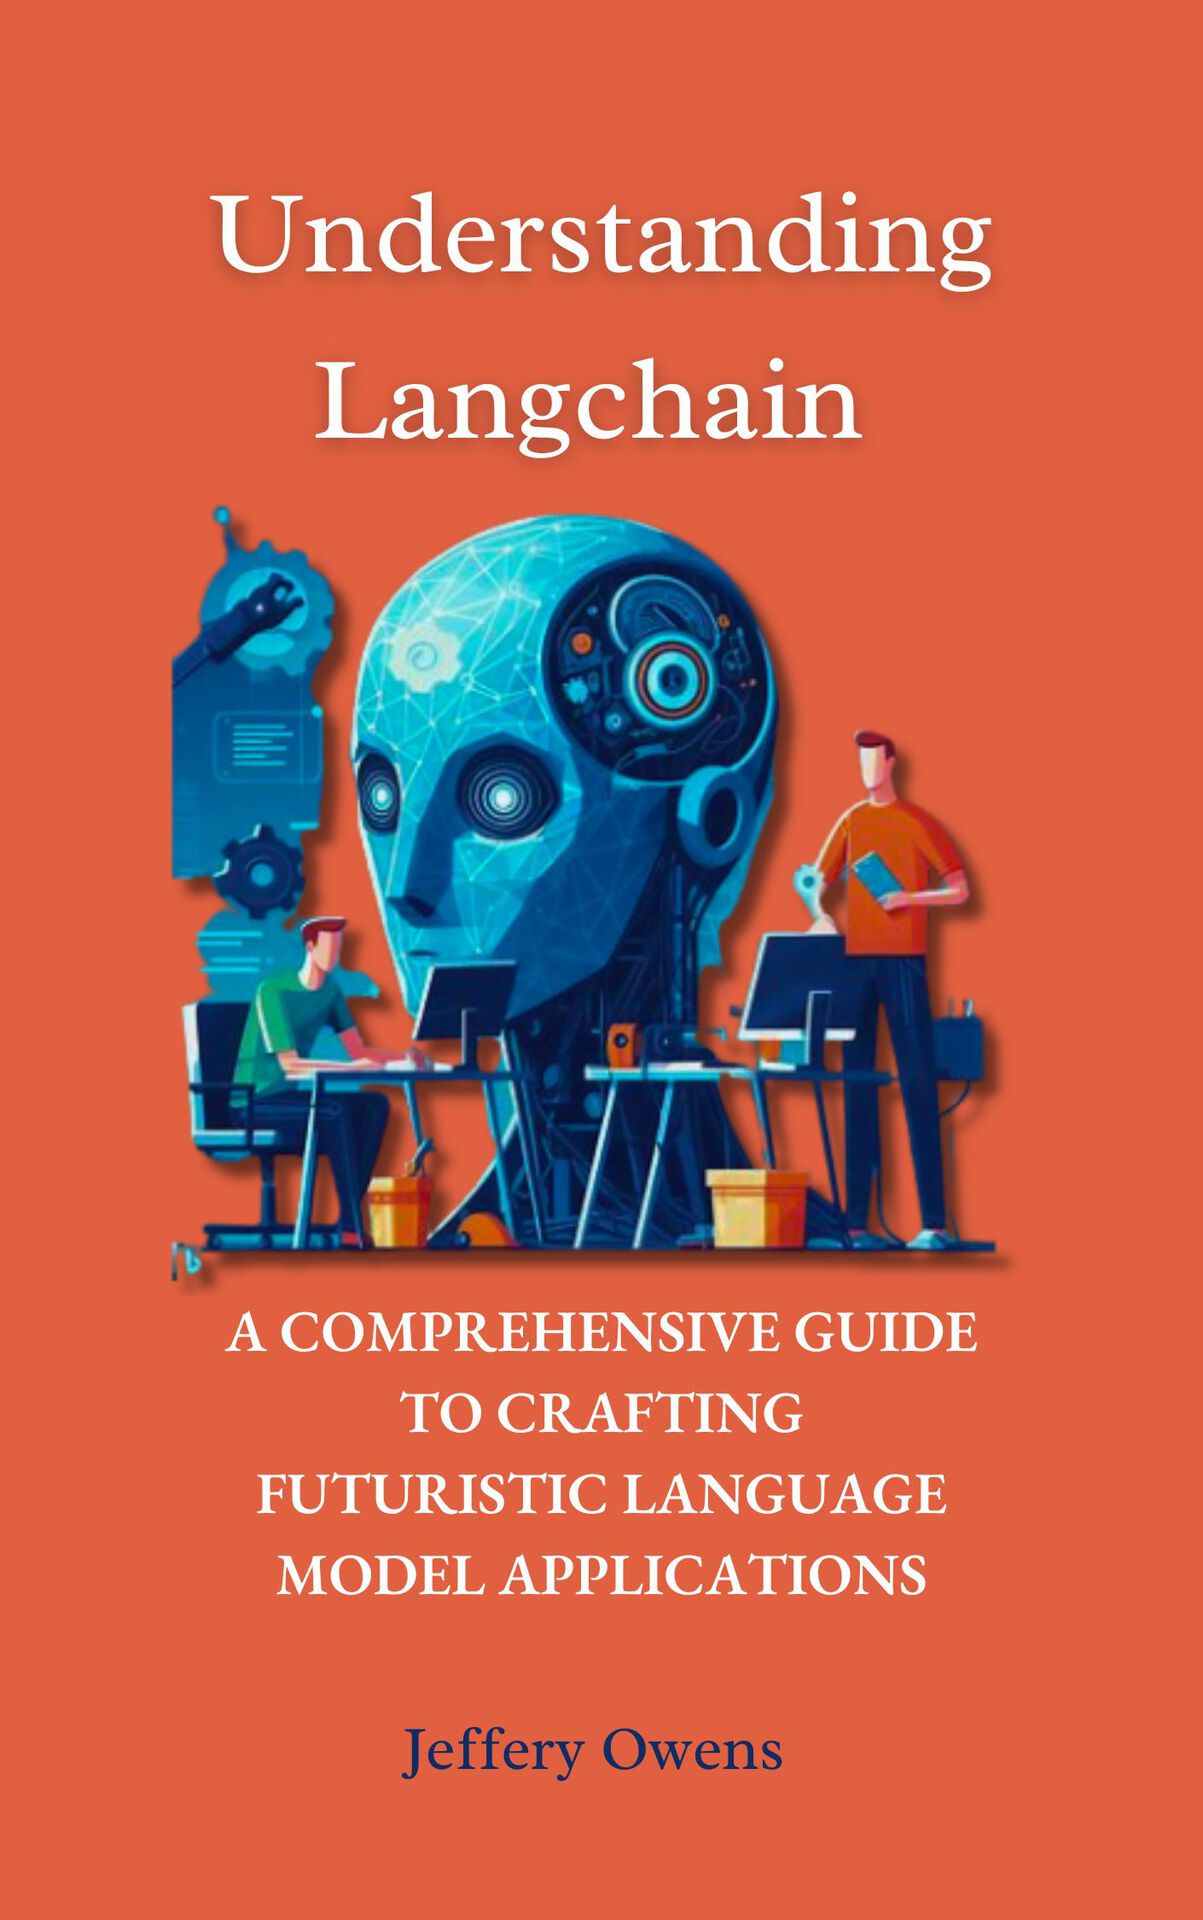 Understanding
Langchain
A COMPREHENSIVE GUIDE
TO CRAFTING
FUTURISTIC LANGUAGE
MODEL APPLICATIONS
Jeffery Owens